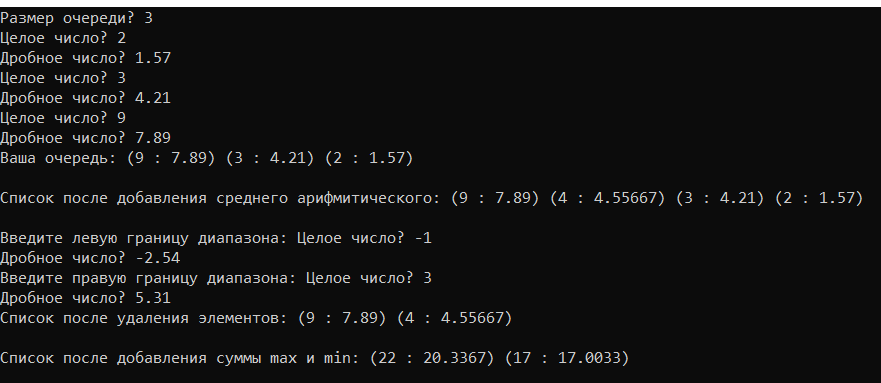 Размер очереди? 3
Целое число? 2
Дробное число? 1.57
Целое число? 3
Дробное число? 4.21
Целое число? 9
Дробное число? 7.89
Ваша очередь: (9 : 7.89) (3 : 4.21) (2 : 1.57)
Список после добавления среднего арифмитического: (9 : 7.89) (4 : 4.55667) (3 : 4.21) (2 : 1.57)
Введите левую границу диапазона: Целое число? -1
Дробное число? -2.54
Введите правую границу диапазона: Целое число? 3
Дробное число? 5.31
Список после удаления элементов: (9 : 7.89) (4 : 4.55667)
Список после добавления суммы max и min: (22 : 20.3367) (17 : 17.0033)